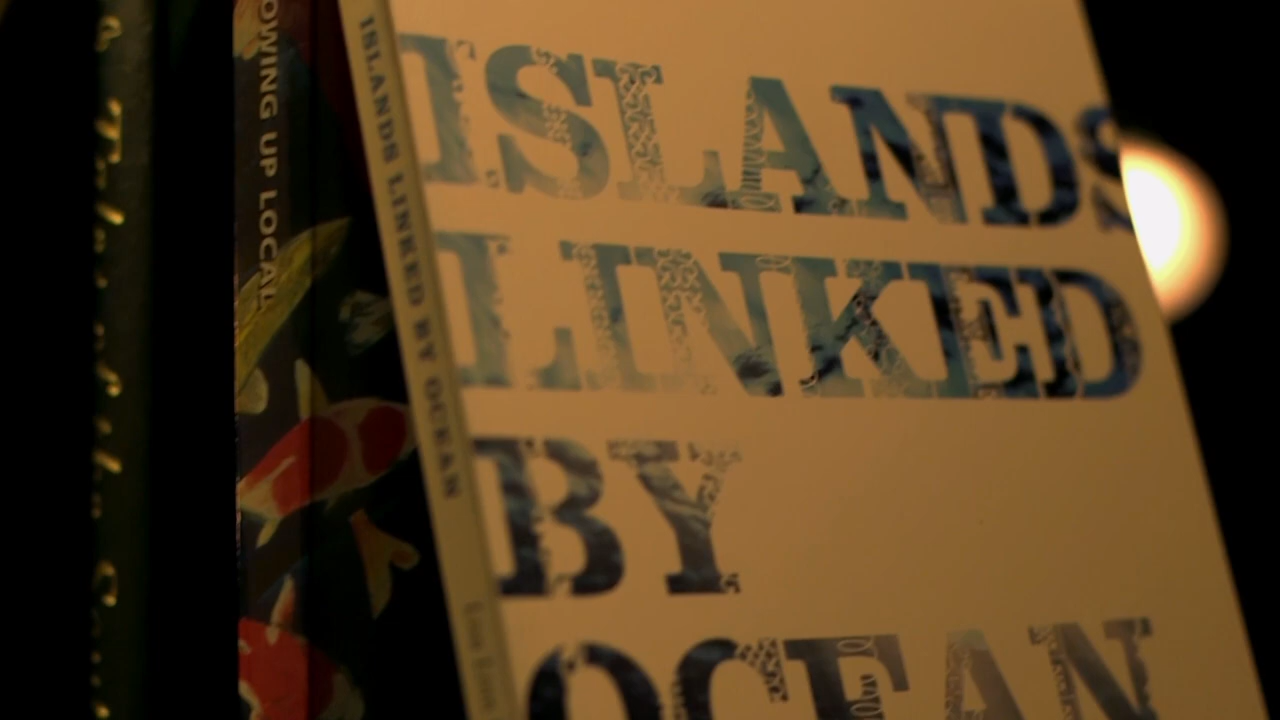 OWING UP LOCAL
ISLANDS LINKED BY OCEAN
ISLANDS
LINKED
BY
OCEAN